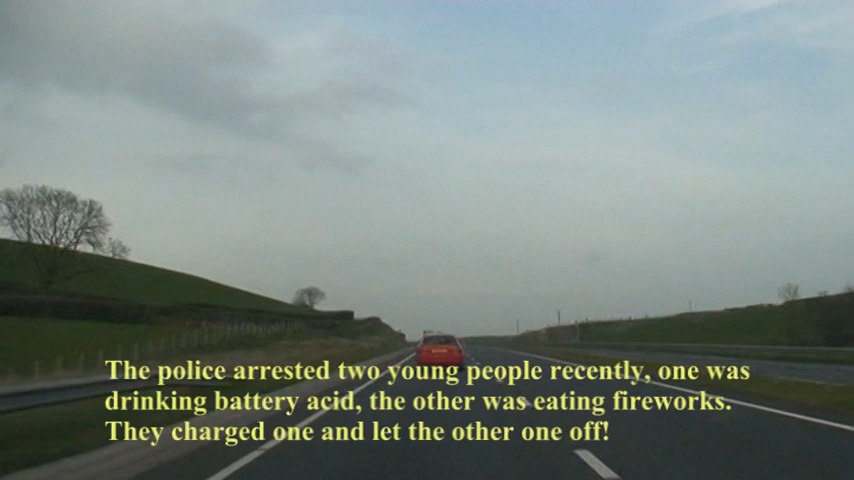 The police arrested two young people recently, one was
drinking battery acid, the other was eating fireworks.
They charged one and let the other one off!